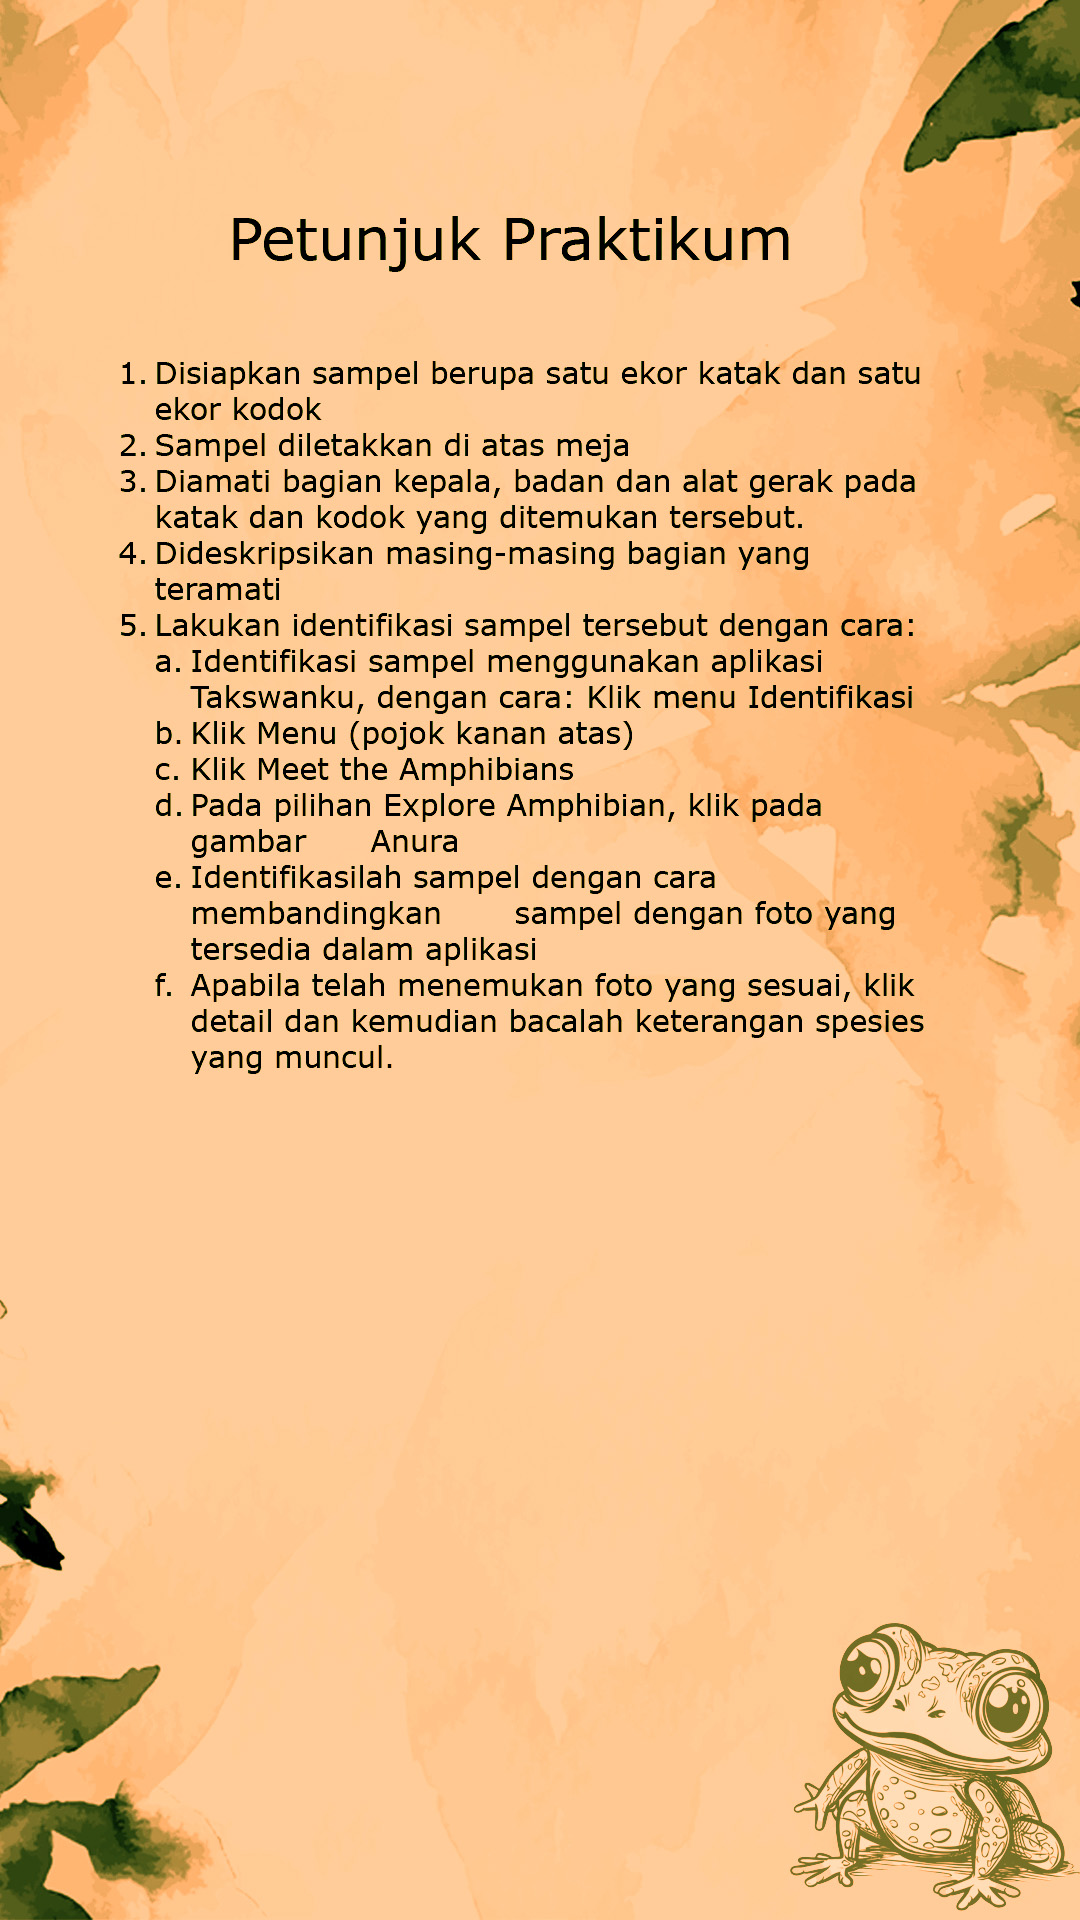 Petunjuk Praktikum
1. Disiapkan sampel berupa satu ekor katak dan satu
ekor kodok
2. Sampel diletakkan di atas meja
3. Diamati bagian kepala, badan dan alat gerak pada
katak dan kodok yang ditemukan tersebut.
4. Dideskripsikan masing-masing bagian yang
teramati
5. Lakukan identifikasi sampel tersebut dengan cara:
a. Identifikasi sampel menggunakan aplikasi
Takswanku, dengan cara: Klik menu Identifikasi
b. Klik Menu (pojok kanan atas)
c. Klik Meet the Amphibians
d. Pada pilihan Explore Amphibian, klik pada
gambar Anura
e. Identifikasilah sampel dengan cara
membandingkan sampel dengan foto yang
tersedia dalam aplikasi
f. Apabila telah menemukan foto yang sesuai, klik
detail dan kemudian bacalah keterangan spesies
yang muncul.